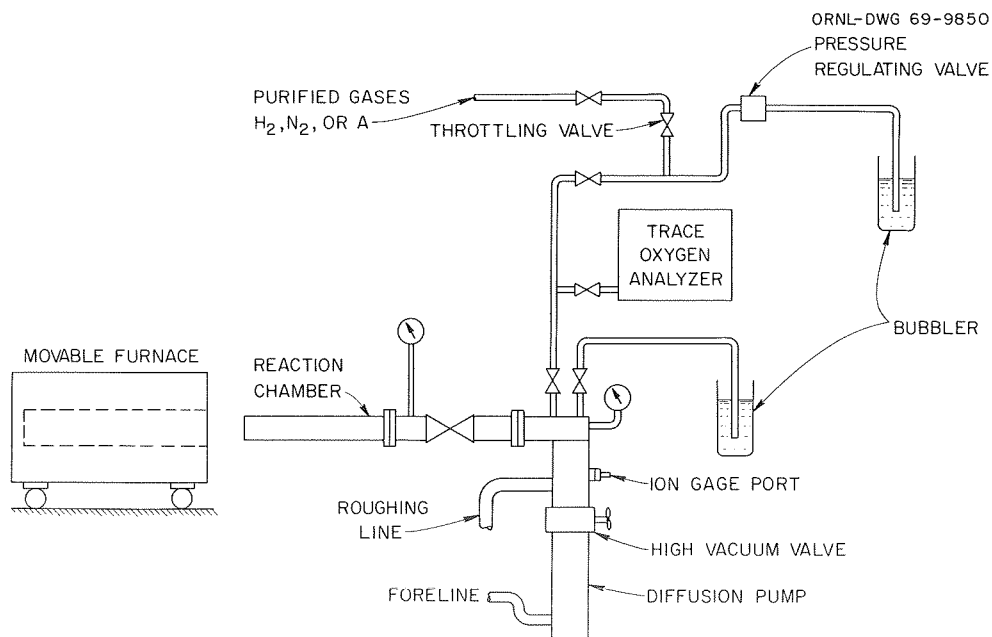 ORNL-DWG 69-9850
PRESSURE
REGULATING VALVE
PURIFIED GASES
H₂, N₂, OR A
THROTTLING VALVE
TRACE
OXYGEN
ANALYZER
BUBBLER
MOVABLE FURNACE
REACTION
CHAMBER
ION GAGE PORT
ROUGHING
LINE
HIGH VACUUM VALVE
FORELINE
DIFFUSION PUMP